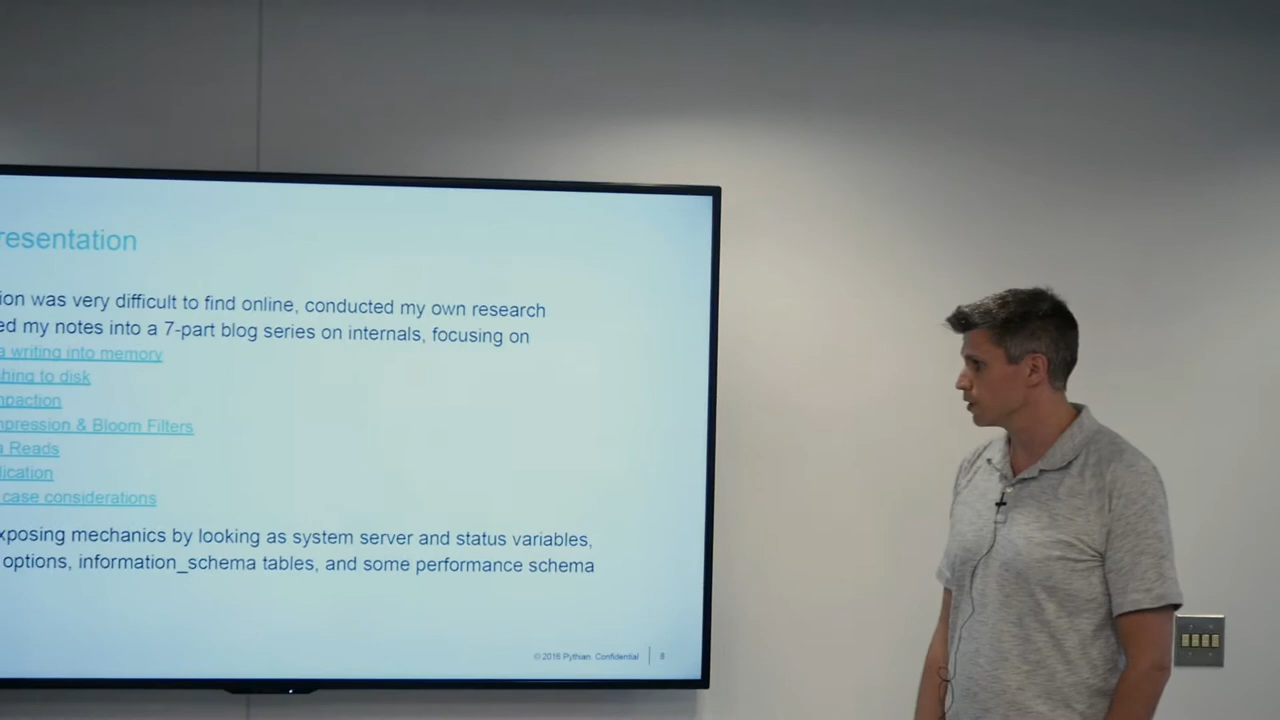 resentation
ion was very difficult to find online, conducted my own research
ed my notes into a 7-part blog series on internals, focusing on
a writing into memory
hing to disk
npaction
npression & Bloom Filters
a Reads
lication
case considerations
xposing mechanics by looking as system server and status variables,
options, information_schema tables, and some performance schema
© 2018 Pythian. Confidential